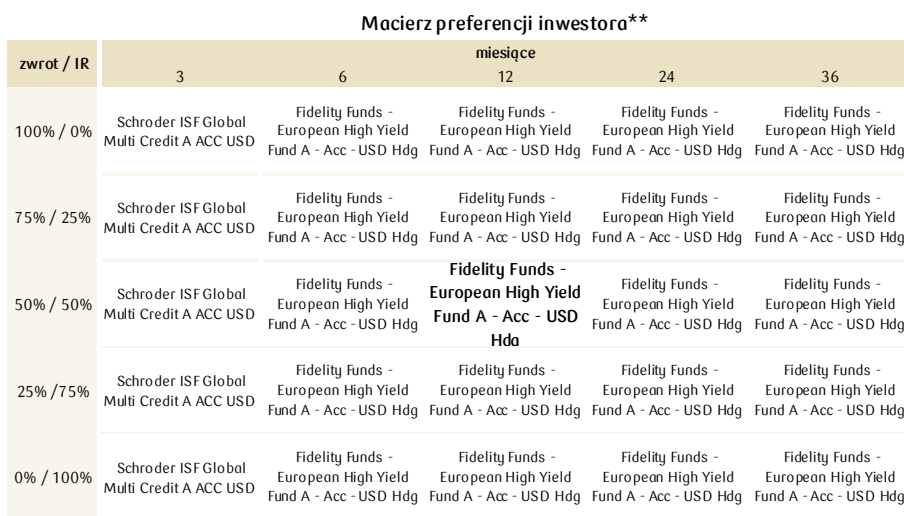 Macierz preferencji inwestora**
zwrot / IR
miesiące
3 6 12 24 36
100% / 0%
Schroder ISF Global
Multi Credit A ACC USD
Fidelity Funds -
European High Yield
Fund A - Acc - USD Hdg
Fidelity Funds -
European High Yield
Fund A - Acc - USD Hdg
Fidelity Funds -
European High Yield
Fund A - Acc - USD Hdg
Fidelity Funds -
European High Yield
Fund A - Acc - USD Hdg
75% / 25%
Schroder ISF Global
Multi Credit A ACC USD
Fidelity Funds -
European High Yield
Fund A - Acc - USD Hdg
Fidelity Funds -
European High Yield
Fund A - Acc - USD Hdg
Fidelity Funds -
European High Yield
Fund A - Acc - USD Hdg
Fidelity Funds -
European High Yield
Fund A - Acc - USD Hdg
50% / 50%
Schroder ISF Global
Multi Credit A ACC USD
Fidelity Funds -
European High Yield
Fund A - Acc - USD Hdg
Fidelity Funds -
European High Yield
Fund A - Acc - USD
Hdg
Fidelity Funds -
European High Yield
Fund A - Acc - USD Hdg
Fidelity Funds -
European High Yield
Fund A - Acc - USD Hdg
25% /75%
Schroder ISF Global
Multi Credit A ACC USD
Fidelity Funds -
European High Yield
Fund A - Acc - USD Hdg
Fidelity Funds -
European High Yield
Fund A - Acc - USD Hdg
Fidelity Funds -
European High Yield
Fund A - Acc - USD Hdg
Fidelity Funds -
European High Yield
Fund A - Acc - USD Hdg
0% / 100%
Schroder ISF Global
Multi Credit A ACC USD
Fidelity Funds -
European High Yield
Fund A - Acc - USD Hdg
Fidelity Funds -
European High Yield
Fund A - Acc - USD Hdg
Fidelity Funds -
European High Yield
Fund A - Acc - USD Hdg
Fidelity Funds -
European High Yield
Fund A - Acc - USD Hdg